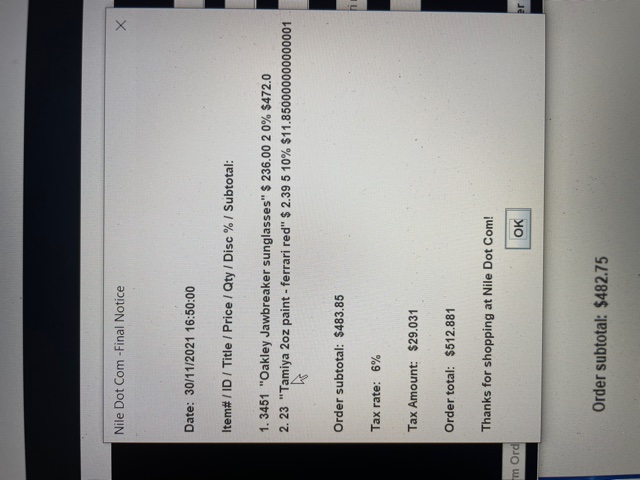 Nile Dot Com -Final Notice
Date: 30/11/2021 16:50:00
Item# / ID / Title / Price / Qty / Disc % / Subtotal:
1. 3451 "Oakley Jawbreaker sunglasses" $ 236.00 2 0% $472.0
2. 23 "Tamiya 2oz paint - ferrari red" $ 2.39 5 10% $11.850000000000001
Order subtotal: $483.85
Tax rate: 6%
Tax Amount: $29.031
Order total: $512.881
Thanks for shopping at Nile Dot Com!
OK
Order subtotal: $482.75